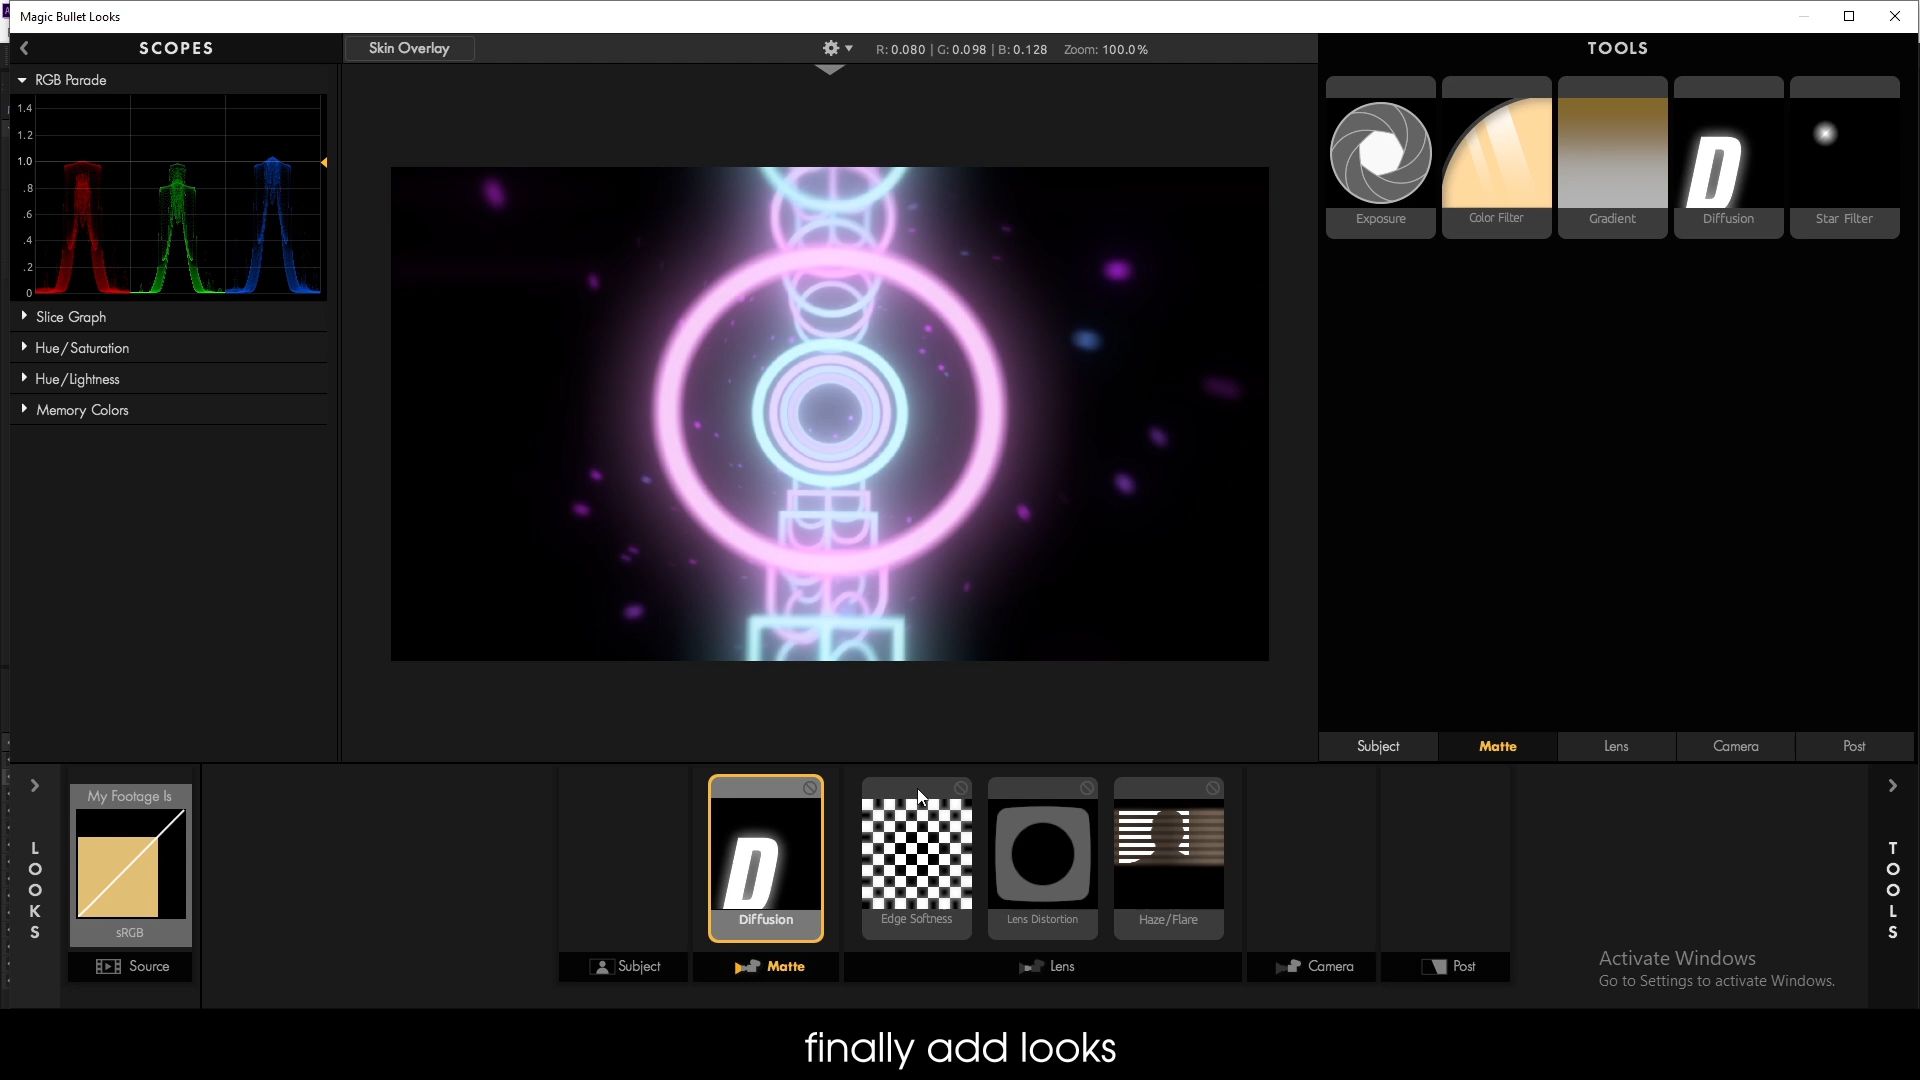 Magic Bullet Looks
SCOPES
Skin Overlay
R: 0.080 | G: 0.098 | B: 0.128 Zoom: 100.0%
TOOLS
RGB Parade
1.4
1.2
1.0
.8
.6
.4
.2
0
Slice Graph
Hue/Saturation
Hue/Lightness
Memory Colors
Exposure
Color Filter
Gradient
D
Diffusion
Star Filter
Subject
Matte
Lens
Camera
Post
LOOKS
My Footage Is
sRGB
Source
D
Diffusion
Edge Softness
Lens Distortion
Haze/Flare
Subject
Matte
Lens
Camera
Post
TOOLS
Activate Windows
Go to Settings to activate Windows.
finally add looks